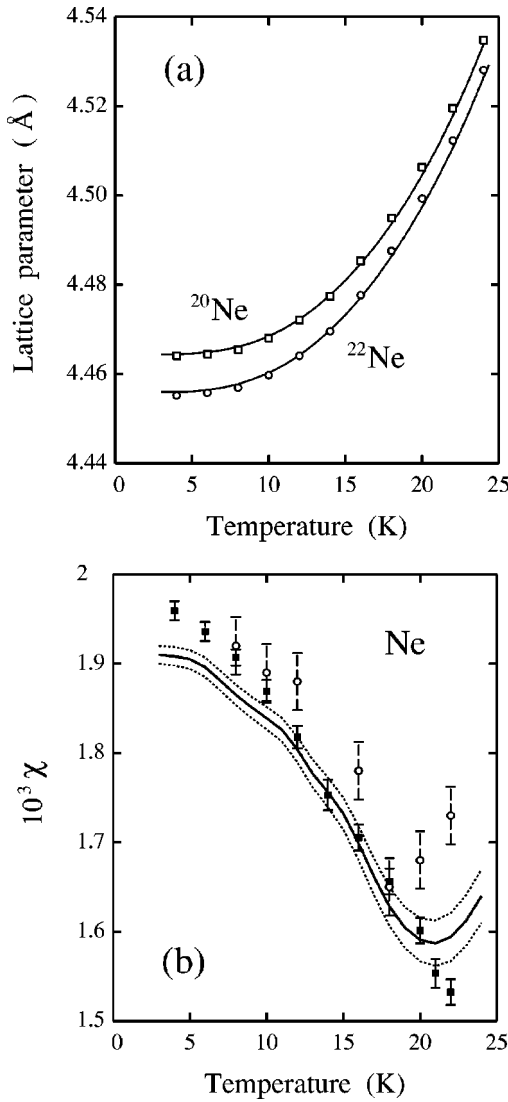 4.54
(a)
4.52
4.50
4.48
4.46
4.44
Lattice parameter (Å)
²⁰Ne
²²Ne
0 5 10 15 20 25
Temperature (K)
2
1.9
1.8
1.7
1.6
1.5
10³χ
Ne
(b)
0 5 10 15 20 25
Temperature (K)